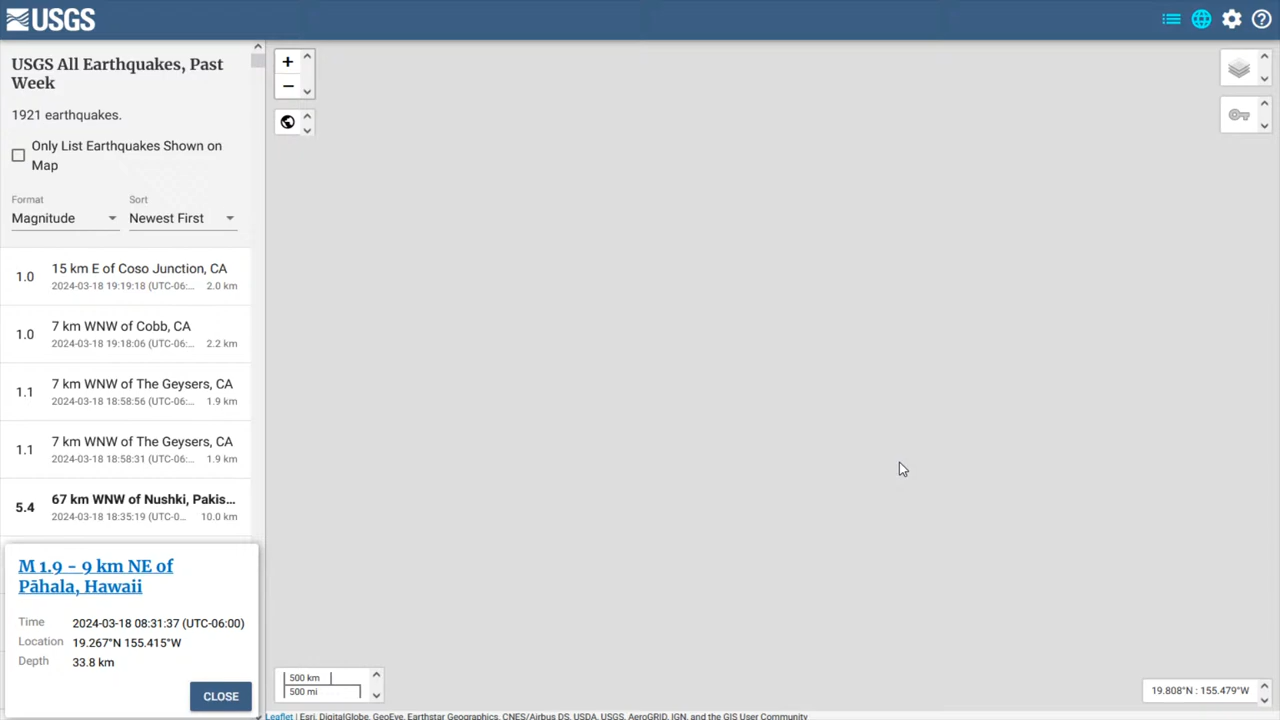 USGS
USGS All Earthquakes, Past
Week
1921 earthquakes.
Only List Earthquakes Shown on
Map
Format
Sort
Magnitude
Newest First
1.0
15 km E of Coso Junction, CA
2024-03-18 19:19:18 (UTC-06:...
2.0 km
1.0
7 km WNW of Cobb, CA
2024-03-18 19:18:06 (UTC-06:...
2.2 km
1.1
7 km WNW of The Geysers, CA
2024-03-18 18:58:56 (UTC-06:...
1.9 km
1.1
7 km WNW of The Geysers, CA
2024-03-18 18:58:31 (UTC-06:...
1.9 km
5.4
67 km WNW of Nushki, Pakis...
2024-03-18 18:35:19 (UTC-0...
10.0 km
M 1.9 - 9 km NE of
Pāhala, Hawaii
Time 2024-03-18 08:31:37 (UTC-06:00)
Location 19.267°N 155.415°W
Depth 33.8 km
CLOSE
+
−
500 km
500 mi
19.808°N : 155.479°W
Leaflet | Esri, DigitalGlobe, GeoEye, Earthstar Geographics, CNES/Airbus DS, USDA, USGS, AeroGRID, IGN, and the GIS User Community